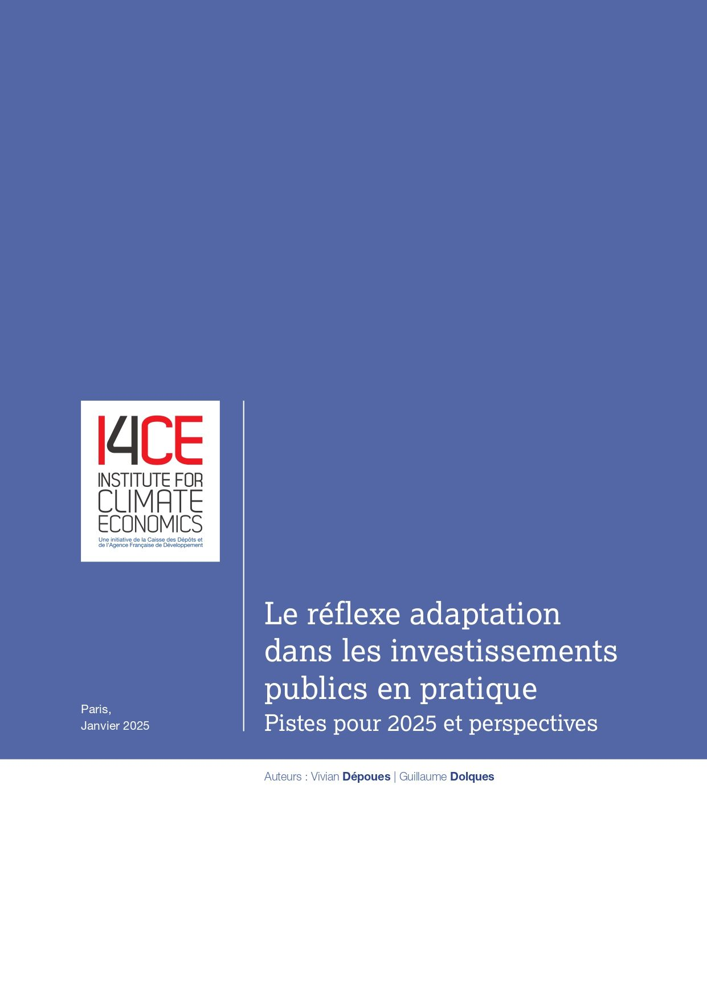 I4CE
INSTITUTE FOR
CLIMATE
ECONOMICS
Une initiative de la Caisse des Dépôts et
de l'Agence Française de Développement
Le réflexe adaptation
dans les investissements
publics en pratique
Pistes pour 2025 et perspectives
Paris,
Janvier 2025
Auteurs : Vivian Dépoues | Guillaume Dolques